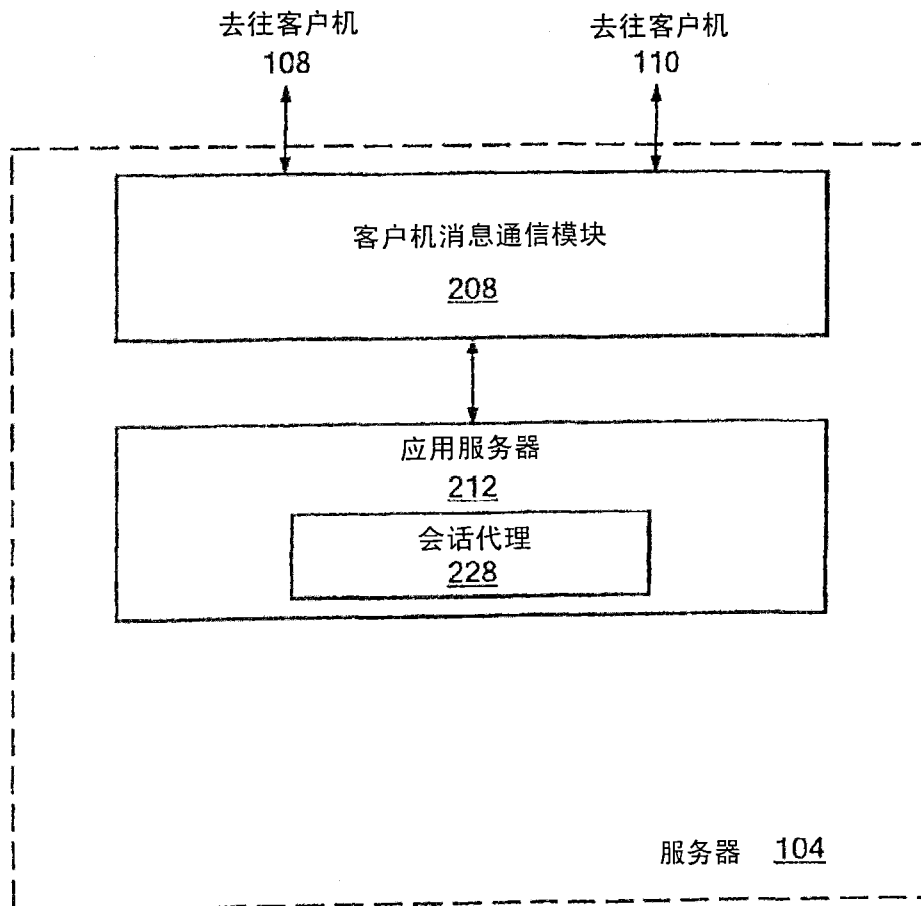 去往客户机
108
去往客户机
110
客户机消息通信模块
208
应用服务器
212
会话代理
228
服务器 104